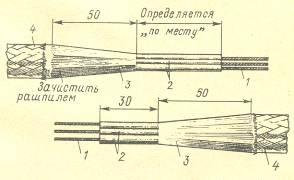 50
Определяется
„по месту"
4
3
2
1
Зачистить
рашпилем
30
50
1
2
3
4